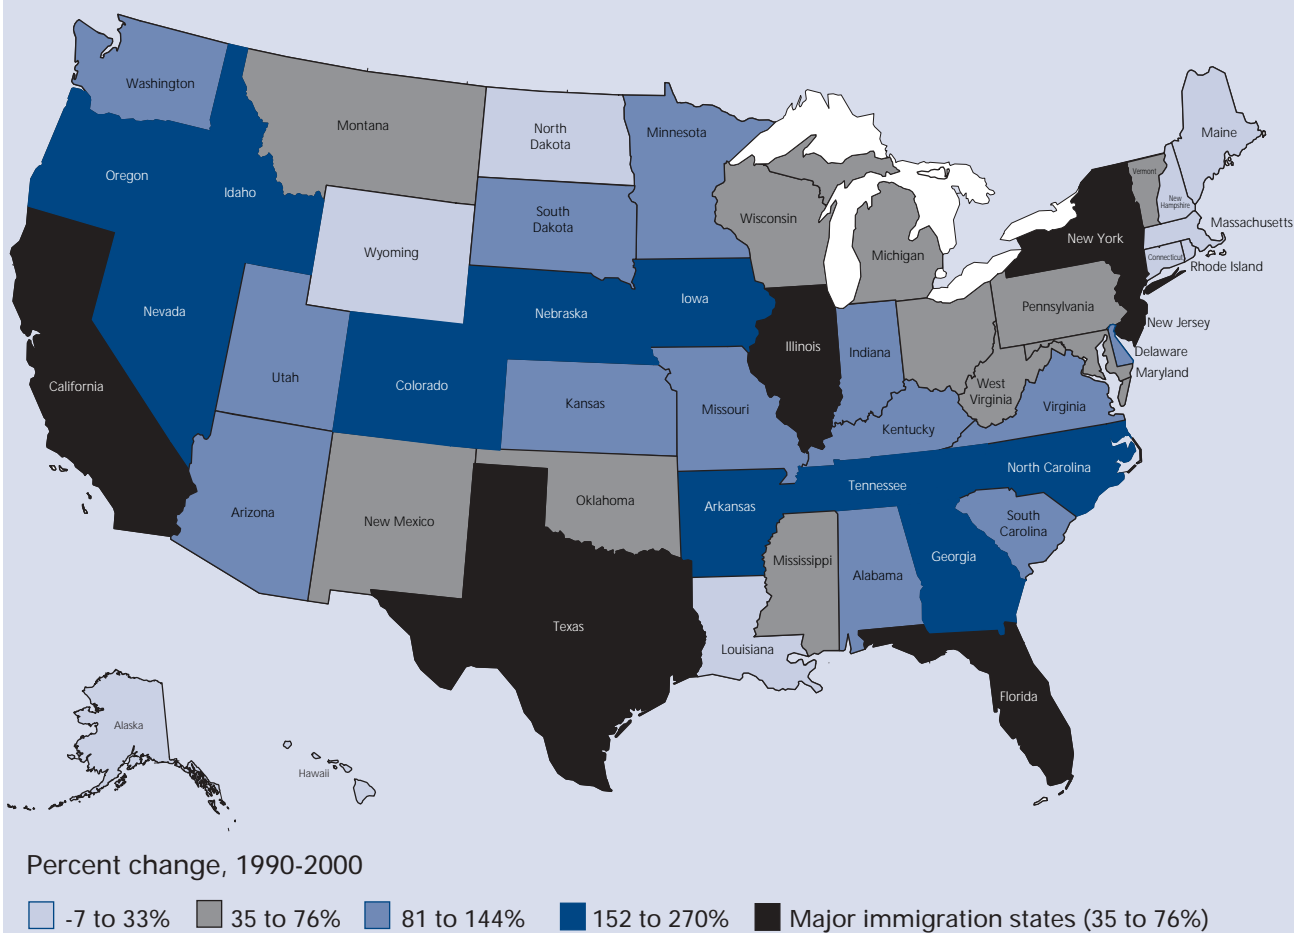 Washington
Montana
North
Dakota
Minnesota
Maine
Oregon
Idaho
Wyoming
South
Dakota
Wisconsin
Michigan
Vermont
New
Hampshire
New York
Massachusetts
Connecticut
Rhode Island
Nevada
Nebraska
Iowa
Pennsylvania
New Jersey
California
Utah
Colorado
Kansas
Missouri
Illinois
Indiana
West
Virginia
Delaware
Maryland
Virginia
Kentucky
North Carolina
Tennessee
Arizona
New Mexico
Oklahoma
Arkansas
South
Carolina
Mississippi
Alabama
Georgia
Texas
Louisiana
Florida
Alaska
Hawaii
Percent change, 1990-2000
-7 to 33%
35 to 76%
81 to 144%
152 to 270%
Major immigration states (35 to 76%)